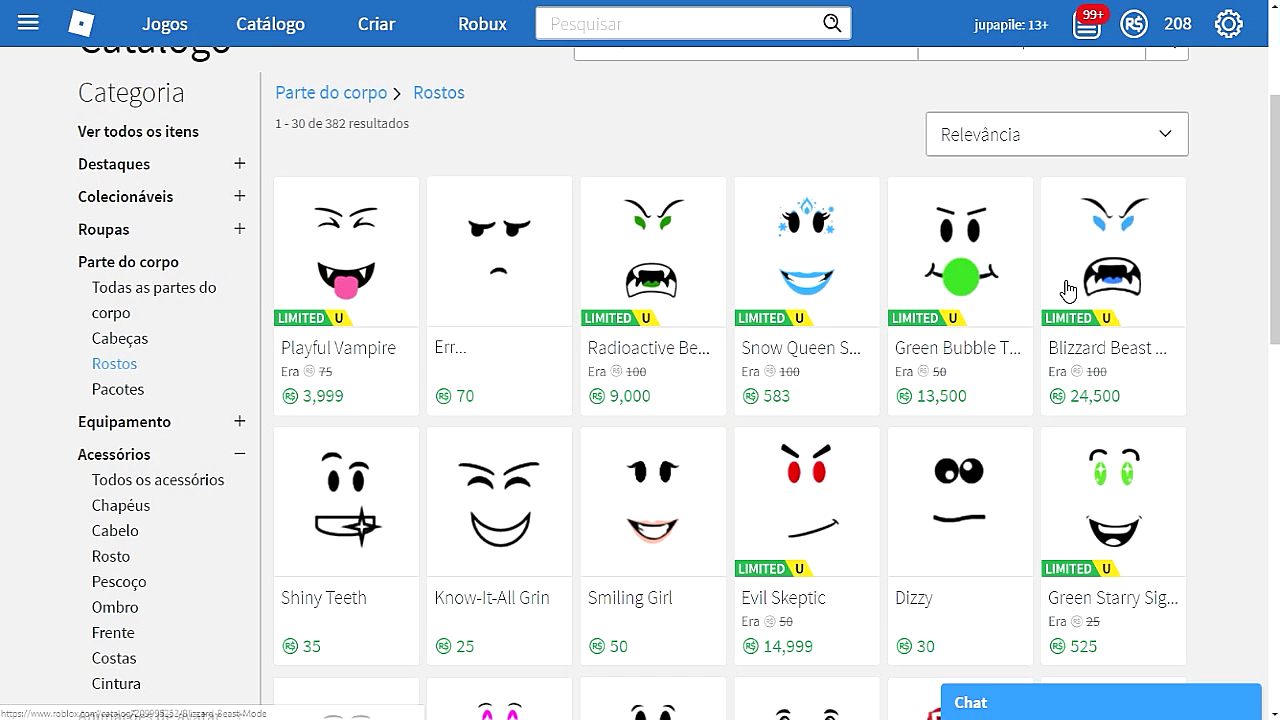 Jogos Catálogo Criar Robux Pesquisar jupapile: 13+ 99+ 208
Catálogo
Categoria
Ver todos os itens
Destaques
Colecionáveis
Roupas
Parte do corpo
Todas as partes do
corpo
Cabeças
Rostos
Pacotes
Equipamento
Acessórios
Todos os acessórios
Chapéus
Cabelo
Rosto
Pescoço
Ombro
Frente
Costas
Cintura
Parte do corpo > Rostos
1 - 30 de 382 resultados
Relevância
LIMITED U
Playful Vampire
Era R$ 75
R$ 3,999
Err...
R$ 70
LIMITED U
Radioactive Be...
Era R$ 100
R$ 9,000
LIMITED U
Snow Queen S...
Era R$ 100
R$ 583
LIMITED U
Green Bubble T...
Era R$ 50
R$ 13,500
LIMITED U
Blizzard Beast ...
Era R$ 100
R$ 24,500
Shiny Teeth
R$ 35
Know-It-All Grin
R$ 25
Smiling Girl
R$ 50
LIMITED U
Evil Skeptic
Era R$ 50
R$ 14,999
Dizzy
R$ 30
LIMITED U
Green Starry Sig...
Era R$ 25
R$ 525
Chat